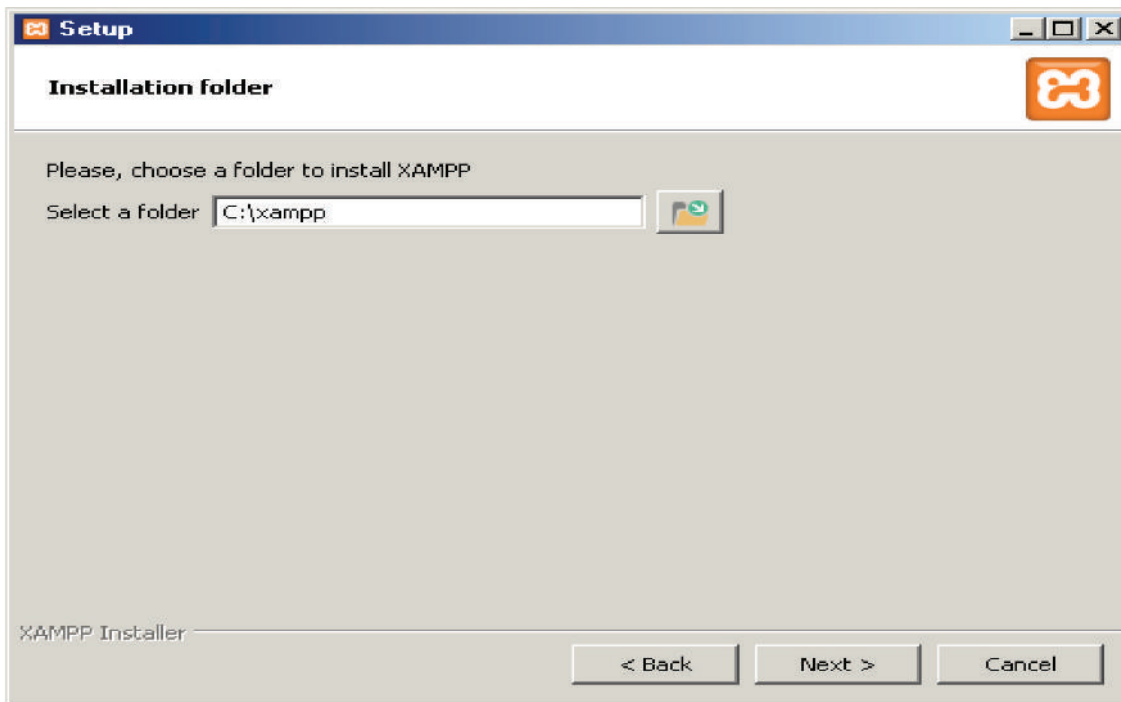 Setup
Installation folder
Please, choose a folder to install XAMPP
Select a folder C:\xampp
XAMPP Installer
< Back Next > Cancel